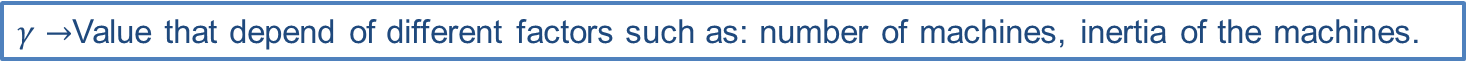 γ →Value that depend of different factors such as: number of machines, inertia of the machines.